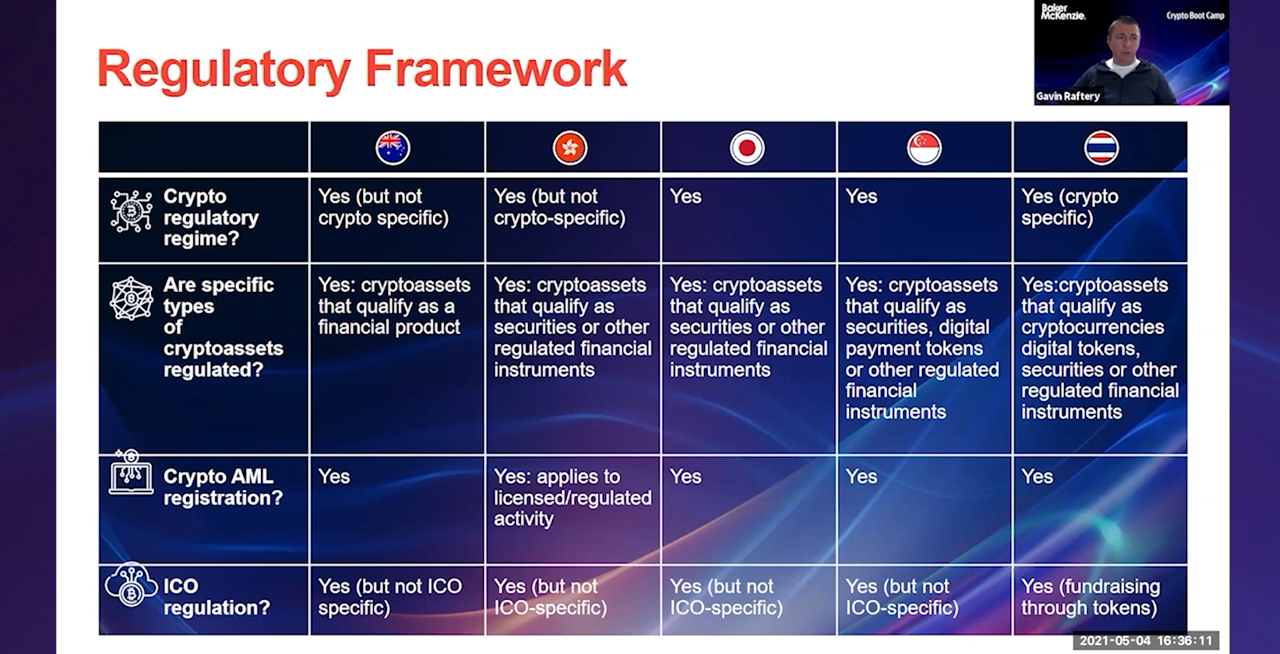 Baker
McKenzie.
Crypto Boot Camp
Gavin Raftery
Regulatory Framework
Crypto
regulatory
regime?
Yes (but not
crypto specific)
Yes (but not
crypto-specific)
Yes
Yes
Yes (crypto
specific)
Are specific
types
of
cryptoassets
regulated?
Yes: cryptoassets
that qualify as a
financial product
Yes: cryptoassets
that qualify as
securities or other
regulated financial
instruments
Yes: cryptoassets
that qualify as
securities or other
regulated financial
instruments
Yes: cryptoassets
that qualify as
securities, digital
payment tokens
or other regulated
financial
instruments
Yes:cryptoassets
that qualify as
cryptocurrencies
digital tokens,
securities or other
regulated financial
instruments
Crypto AML
registration?
Yes
Yes: applies to
licensed/regulated
activity
Yes
Yes
Yes
ICO
regulation?
Yes (but not ICO
specific)
Yes (but not
ICO-specific)
Yes (but not
ICO-specific)
Yes (but not
ICO-specific)
Yes (fundraising
through tokens)
2021-05-04 16:36:11